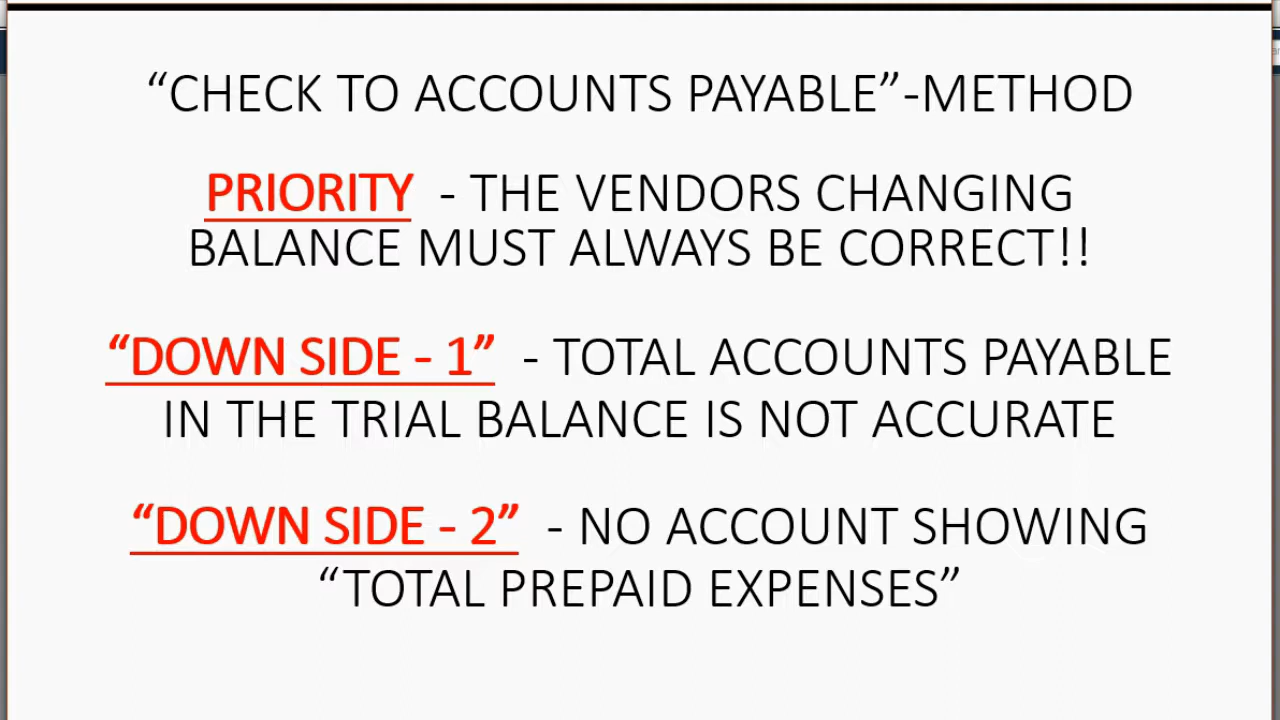 “CHECK TO ACCOUNTS PAYABLE”-METHOD
PRIORITY - THE VENDORS CHANGING
BALANCE MUST ALWAYS BE CORRECT!!
“DOWN SIDE - 1” - TOTAL ACCOUNTS PAYABLE
IN THE TRIAL BALANCE IS NOT ACCURATE
“DOWN SIDE - 2” - NO ACCOUNT SHOWING
“TOTAL PREPAID EXPENSES”